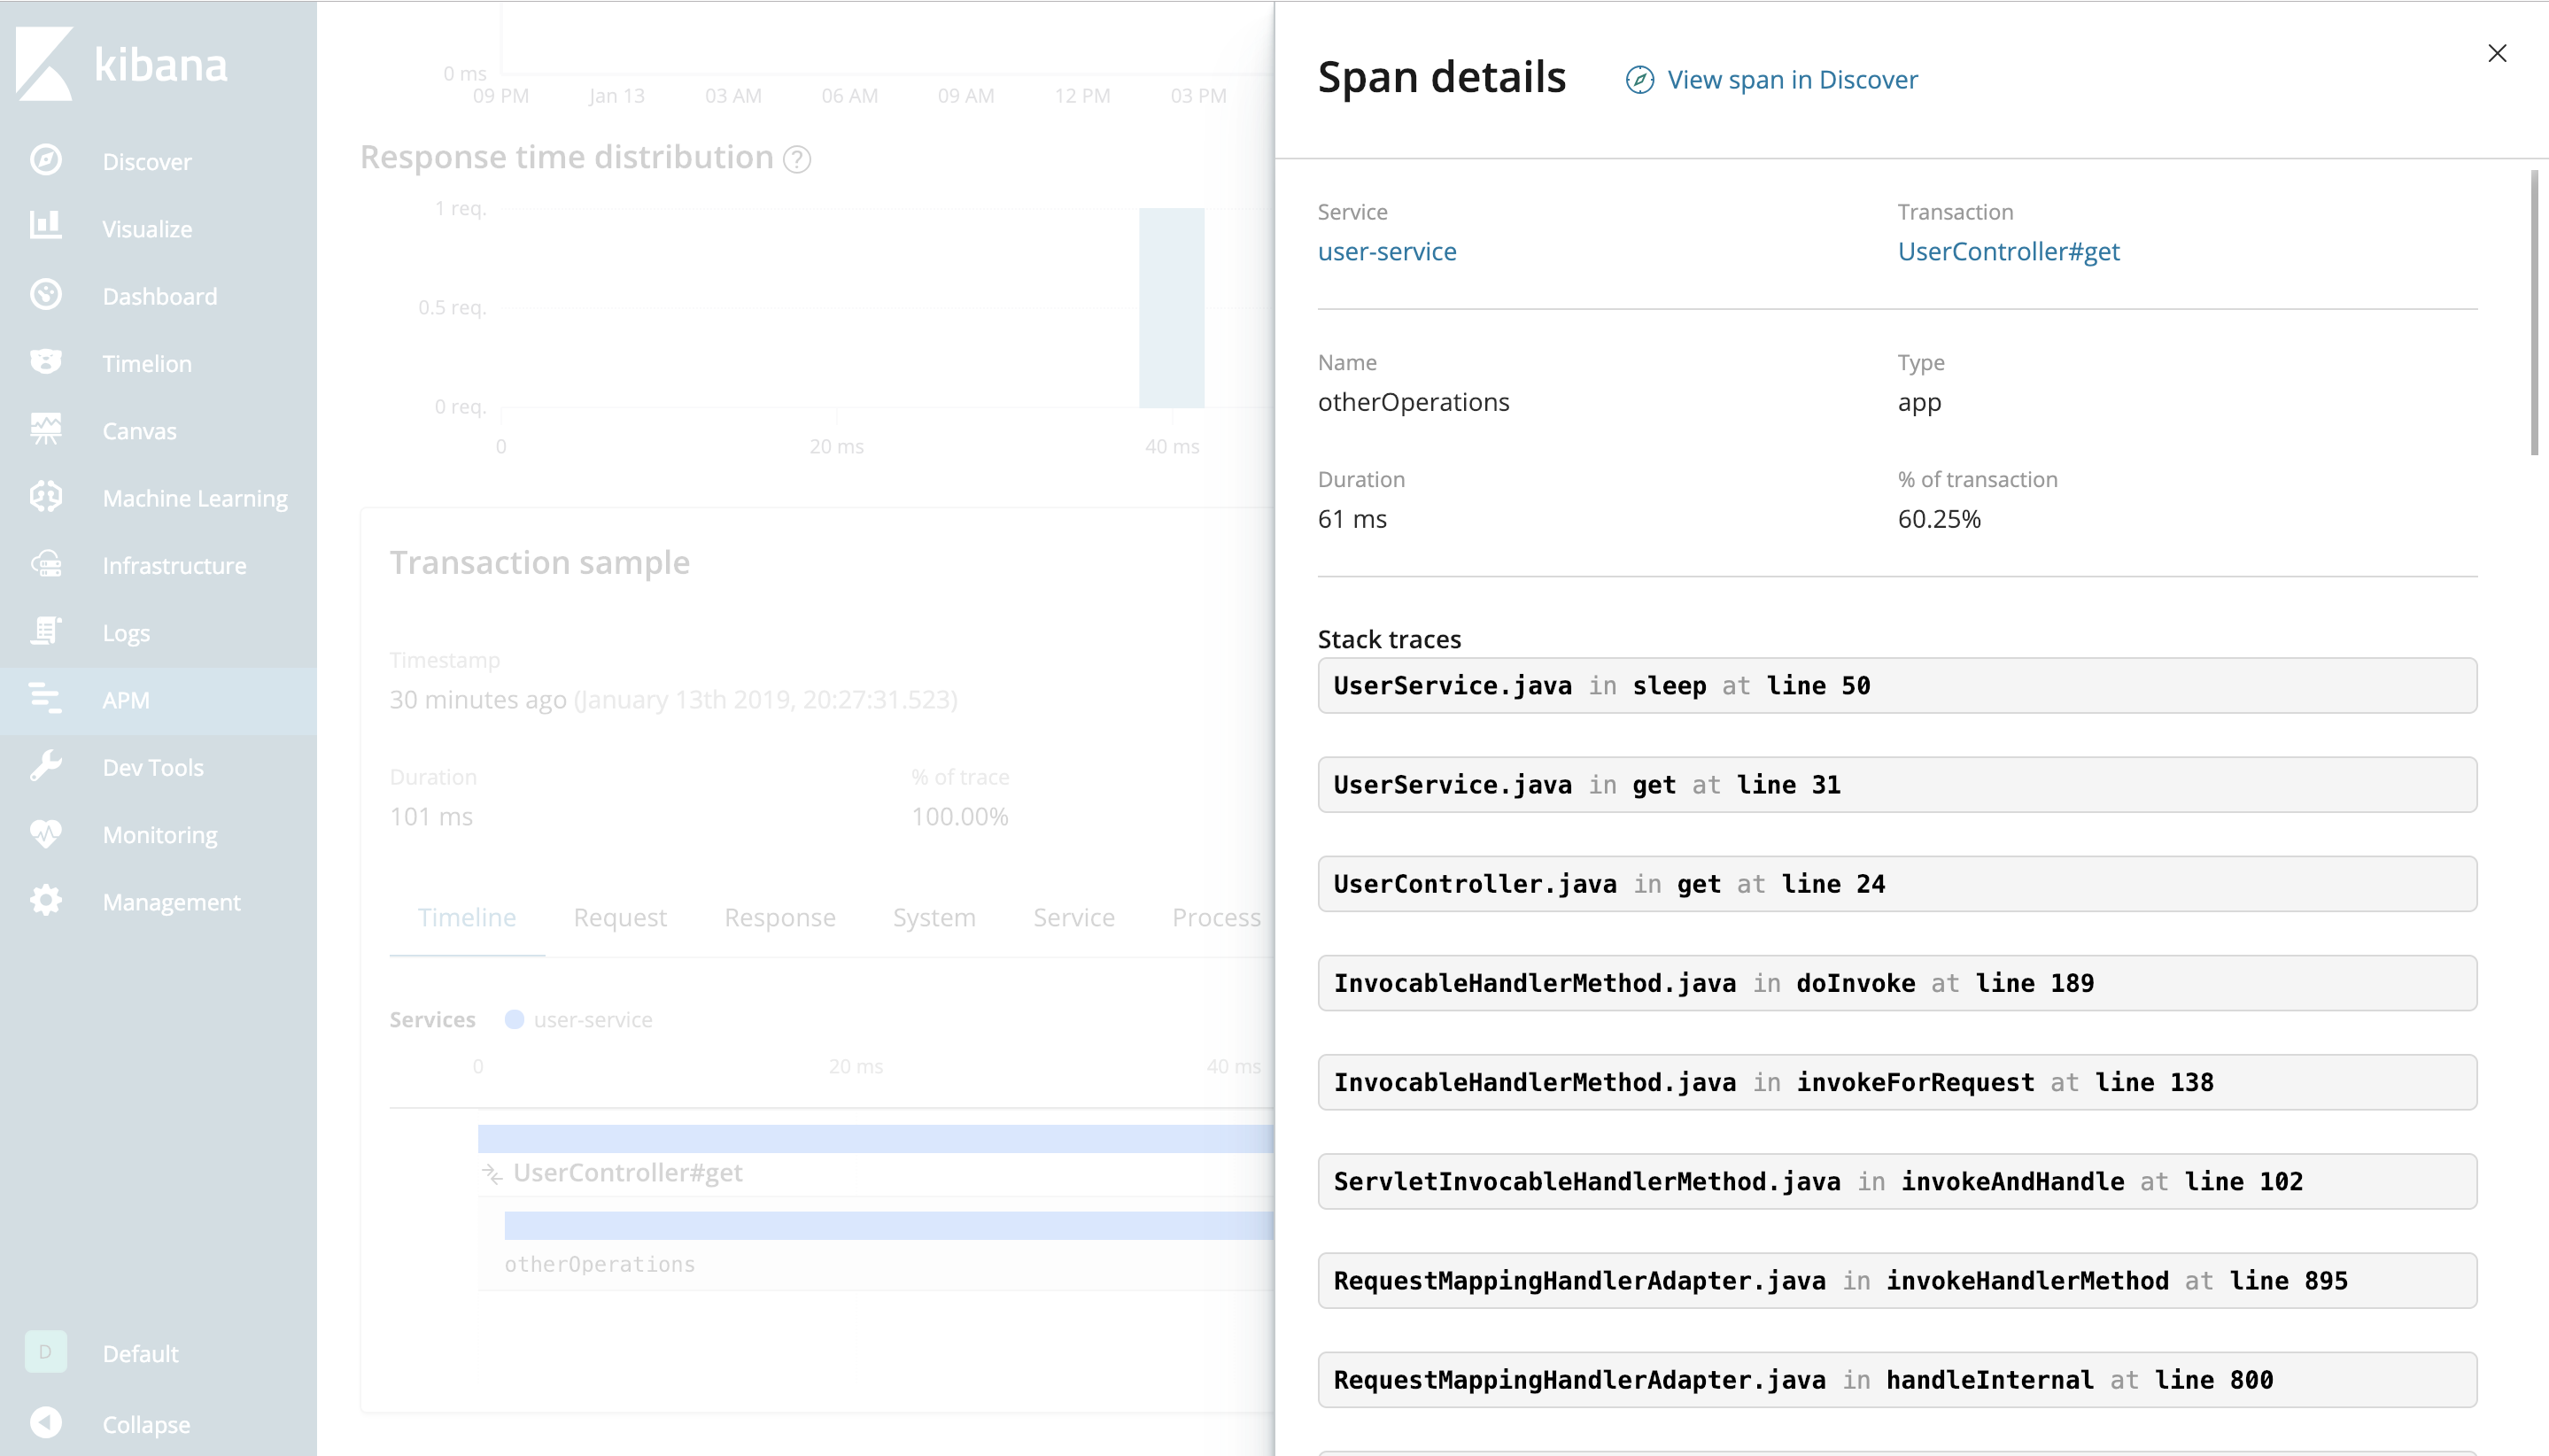 kibana
Discover
Visualize
Dashboard
Timelion
Canvas
Machine Learning
Infrastructure
Logs
APM
Dev Tools
Monitoring
Management
D Default
Collapse
0 ms
09 PM Jan 13 03 AM 06 AM 09 AM 12 PM 03 PM
Response time distribution ?
1 req.
0.5 req.
0 req.
0 20 ms 40 ms
Transaction sample
Timestamp
30 minutes ago (January 13th 2019, 20:27:31.523)
Duration % of trace
101 ms 100.00%
Timeline Request Response System Service Process
Services user-service
0 20 ms 40 ms
UserController#get
otherOperations
Span details View span in Discover
Service Transaction
user-service UserController#get
Name Type
otherOperations app
Duration % of transaction
61 ms 60.25%
Stack traces
UserService.java in sleep at line 50
UserService.java in get at line 31
UserController.java in get at line 24
InvocableHandlerMethod.java in doInvoke at line 189
InvocableHandlerMethod.java in invokeForRequest at line 138
ServletInvocableHandlerMethod.java in invokeAndHandle at line 102
RequestMappingHandlerAdapter.java in invokeHandlerMethod at line 895
RequestMappingHandlerAdapter.java in handleInternal at line 800